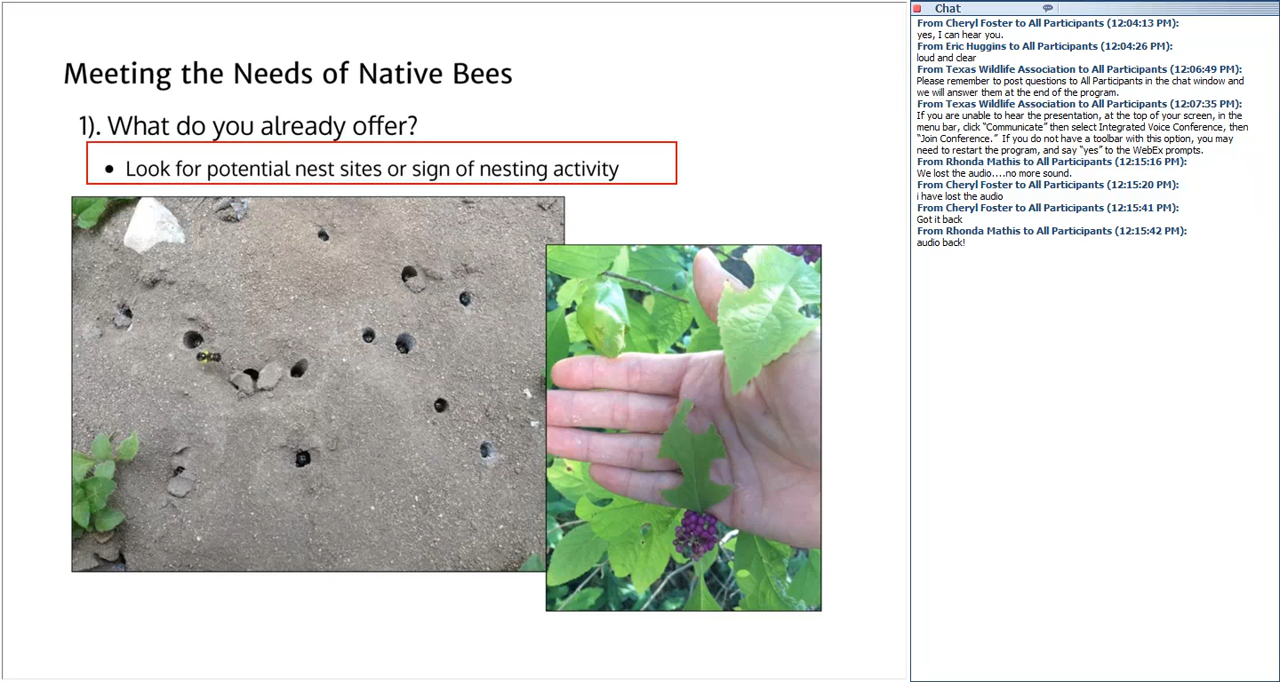 Meeting the Needs of Native Bees
1). What do you already offer?
• Look for potential nest sites or sign of nesting activity
Chat
From Cheryl Foster to All Participants (12:04:13 PM):
yes, I can hear you.
From Eric Huggins to All Participants (12:04:26 PM):
loud and clear
From Texas Wildlife Association to All Participants (12:06:49 PM):
Please remember to post questions to All Participants in the chat window and
we will answer them at the end of the program.
From Texas Wildlife Association to All Participants (12:07:35 PM):
If you are unable to hear the presentation, at the top of your screen, in the
menu bar, click "Communicate" then select Integrated Voice Conference, then
"Join Conference." If you do not have a toolbar with this option, you may
need to restart the program, and say "yes" to the WebEx prompts.
From Rhonda Mathis to All Participants (12:15:16 PM):
We lost the audio....no more sound.
From Cheryl Foster to All Participants (12:15:20 PM):
i have lost the audio
From Cheryl Foster to All Participants (12:15:41 PM):
Got it back
From Rhonda Mathis to All Participants (12:15:42 PM):
audio back!